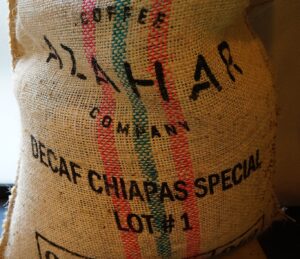 COFFEE
AZAHAR
COMPANY
DECAF CHIAPAS SPECIAL
LOT # 1